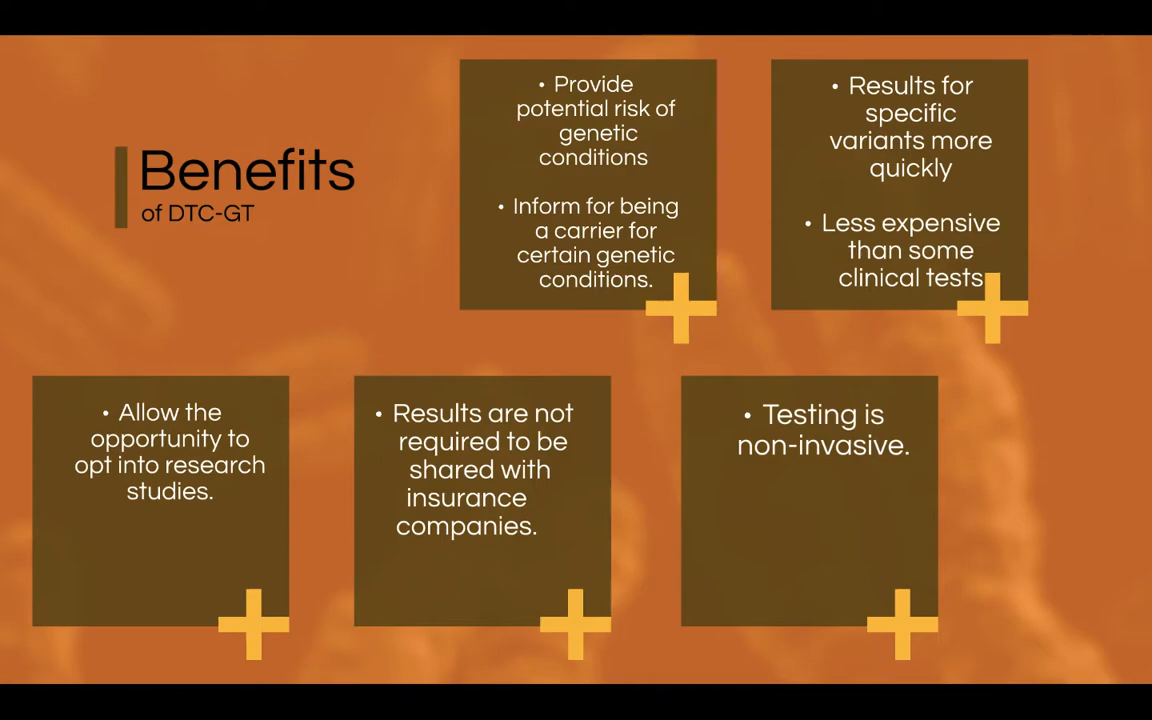 Benefits
of DTC-GT
• Provide
potential risk of
genetic
conditions
• Inform for being
a carrier for
certain genetic
conditions.
• Results for
specific
variants more
quickly
• Less expensive
than some
clinical tests
• Allow the
opportunity to
opt into research
studies.
• Results are not
required to be
shared with
insurance
companies.
• Testing is
non-invasive.